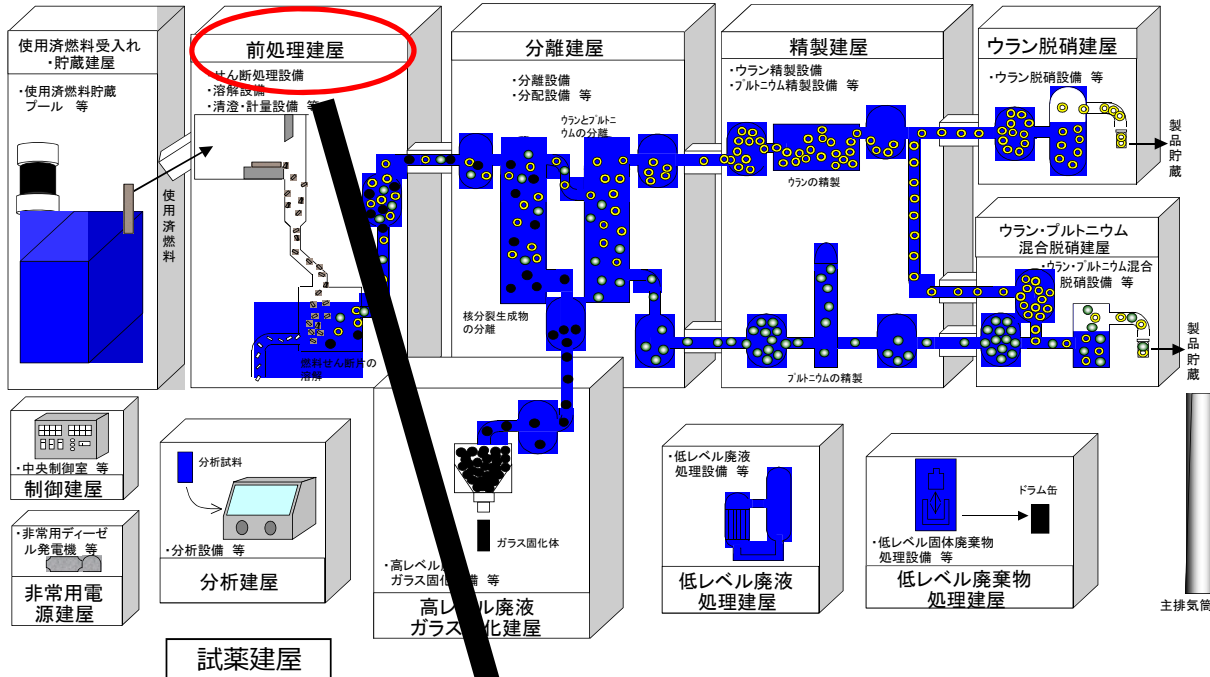 使用済燃料受入れ
・貯蔵建屋
・使用済燃料貯蔵
プール 等
使用済燃料
前処理建屋
・せん断処理設備
・溶解設備
・清澄・計量設備 等
燃料せん断片の
溶解
分離建屋
・分離設備
・分配設備 等
ウランとプルトニ
ウムの分離
核分裂生成物
の分離
精製建屋
・ウラン精製設備
・プルトニウム精製設備 等
ウランの精製
プルトニウムの精製
ウラン脱硝建屋
・ウラン脱硝設備 等
製品貯蔵
ウラン・プルトニウム
混合脱硝建屋
・ウラン・プルトニウム混合
脱硝設備 等
製品貯蔵
・中央制御室 等
制御建屋
・非常用ディーゼ
ル発電機 等
非常用電
源建屋
分析試料
・分析設備 等
分析建屋
ガラス固化体
・高レベル
ガラス固化設備 等
高レベル廃液
ガラス固化建屋
・低レベル廃液
処理設備 等
低レベル廃液
処理建屋
ドラム缶
・低レベル固体廃棄物
処理設備 等
低レベル廃棄物
処理建屋
主排気筒
試薬建屋